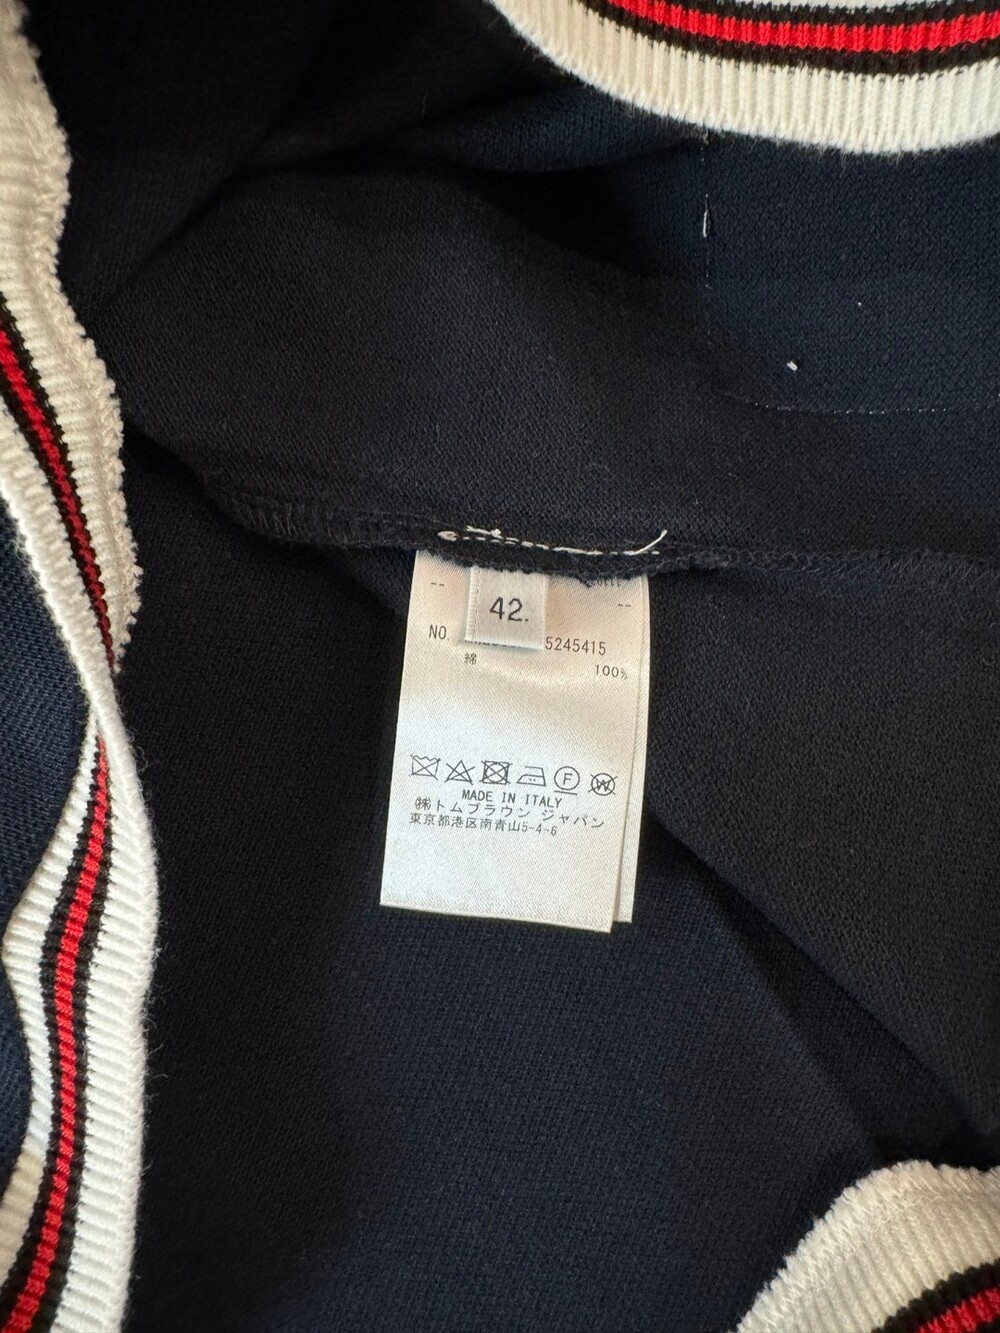 42.
NO. 5245415
綿 100%
F W
MADE IN ITALY
㈱トムブラウン ジャパン
東京都港区南青山5-4-6